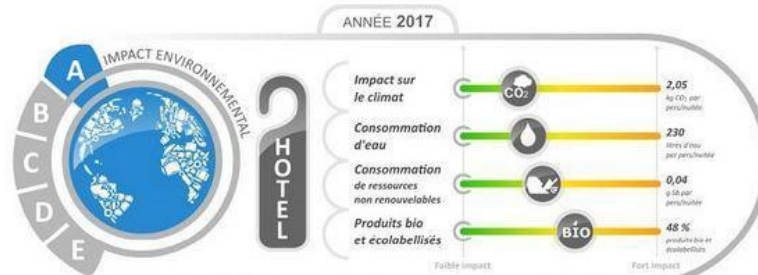 ANNÉE 2017
IMPACT ENVIRONNEMENTAL
A
B
C
D
E
HOTEL
Impact sur
le climat
CO₂
2,05
kg CO₂ par
pers/nuitée
Consommation
d'eau
230
litres d'eau
par pers/nuitée
Consommation
de ressources
non renouvelables
0,04
g Sb par
pers/nuitée
Produits bio
et écolabellisés
BIO
48 %
produits bio et
écolabellisés
Faible impact
Fort impact